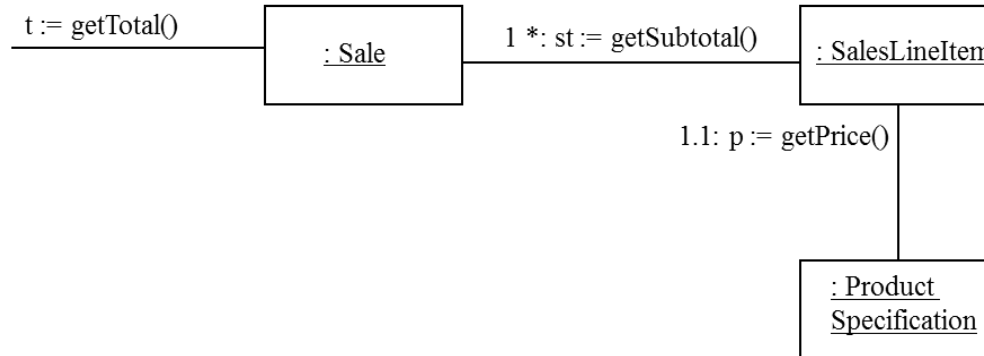 t := getTotal()
: Sale
1 *: st := getSubtotal()
: SalesLineItem
1.1: p := getPrice()
: Product
Specification